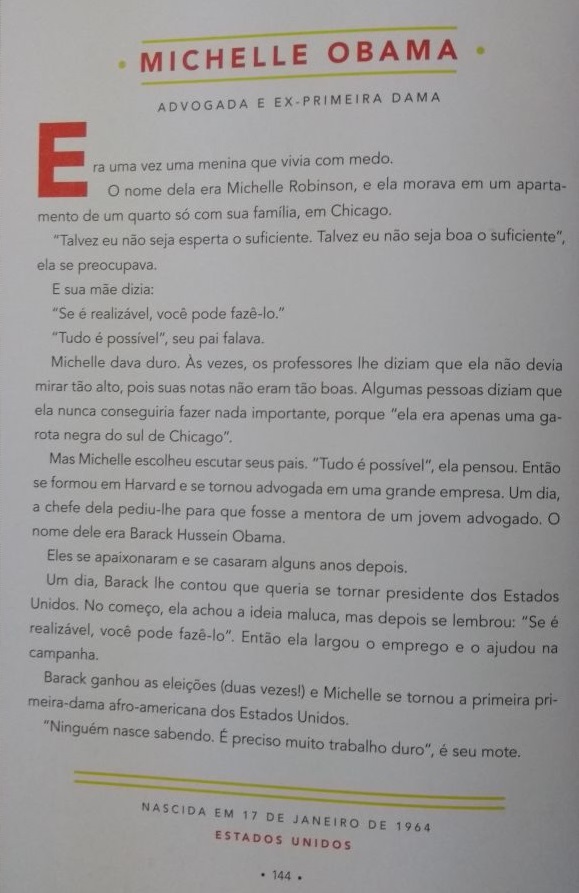 • MICHELLE OBAMA •
ADVOGADA E EX-PRIMEIRA DAMA
Era uma vez uma menina que vivia com medo.
O nome dela era Michelle Robinson, e ela morava em um aparta-
mento de um quarto só com sua família, em Chicago.
“Talvez eu não seja esperta o suficiente. Talvez eu não seja boa o suficiente”,
ela se preocupava.
E sua mãe dizia:
“Se é realizável, você pode fazê-lo.”
“Tudo é possível”, seu pai falava.
Michelle dava duro. Às vezes, os professores lhe diziam que ela não devia
mirar tão alto, pois suas notas não eram tão boas. Algumas pessoas diziam que
ela nunca conseguiria fazer nada importante, porque “ela era apenas uma ga-
rota negra do sul de Chicago”.
Mas Michelle escolheu escutar seus pais. “Tudo é possível”, ela pensou. Então
se formou em Harvard e se tornou advogada em uma grande empresa. Um dia,
a chefe dela pediu-lhe para que fosse a mentora de um jovem advogado. O
nome dele era Barack Hussein Obama.
Eles se apaixonaram e se casaram alguns anos depois.
Um dia, Barack lhe contou que queria se tornar presidente dos Estados
Unidos. No começo, ela achou a ideia maluca, mas depois se lembrou: “Se é
realizável, você pode fazê-lo”. Então ela largou o emprego e o ajudou na
campanha.
Barack ganhou as eleições (duas vezes!) e Michelle se tornou a primeira pri-
meira-dama afro-americana dos Estados Unidos.
“Ninguém nasce sabendo. É preciso muito trabalho duro”, é seu mote.
NASCIDA EM 17 DE JANEIRO DE 1964
ESTADOS UNIDOS
• 144 •